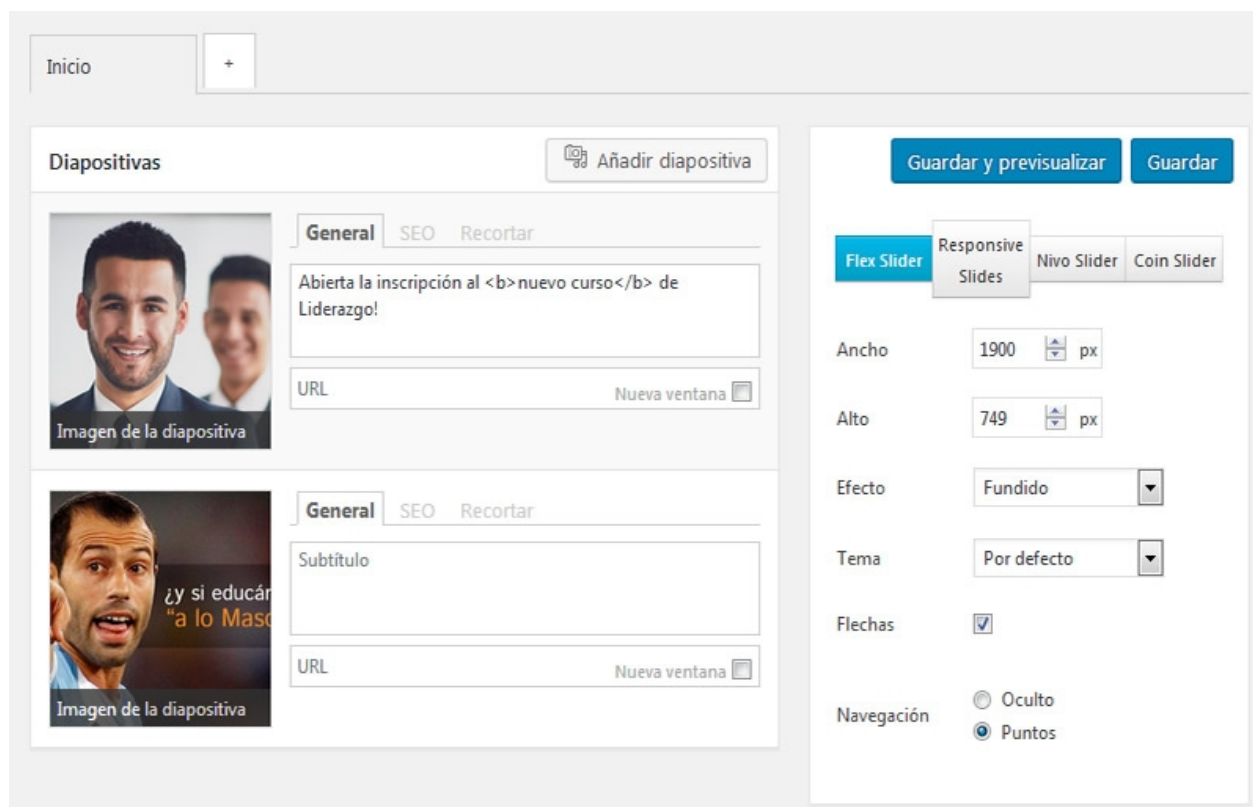 Inicio
+
Diapositivas
Añadir diapositiva
General SEO Recortar
Abierta la inscripción al <b>nuevo curso</b> de
Liderazgo!
URL
Nueva ventana
Imagen de la diapositiva
General SEO Recortar
Subtítulo
¿y si educár
“a lo Masc
URL
Nueva ventana
Imagen de la diapositiva
Guardar y previsualizar Guardar
Flex Slider
Responsive
Slides
Nivo Slider
Coin Slider
Ancho 1900 px
Alto 749 px
Efecto Fundido
Tema Por defecto
Flechas
Navegación
Oculto
Puntos